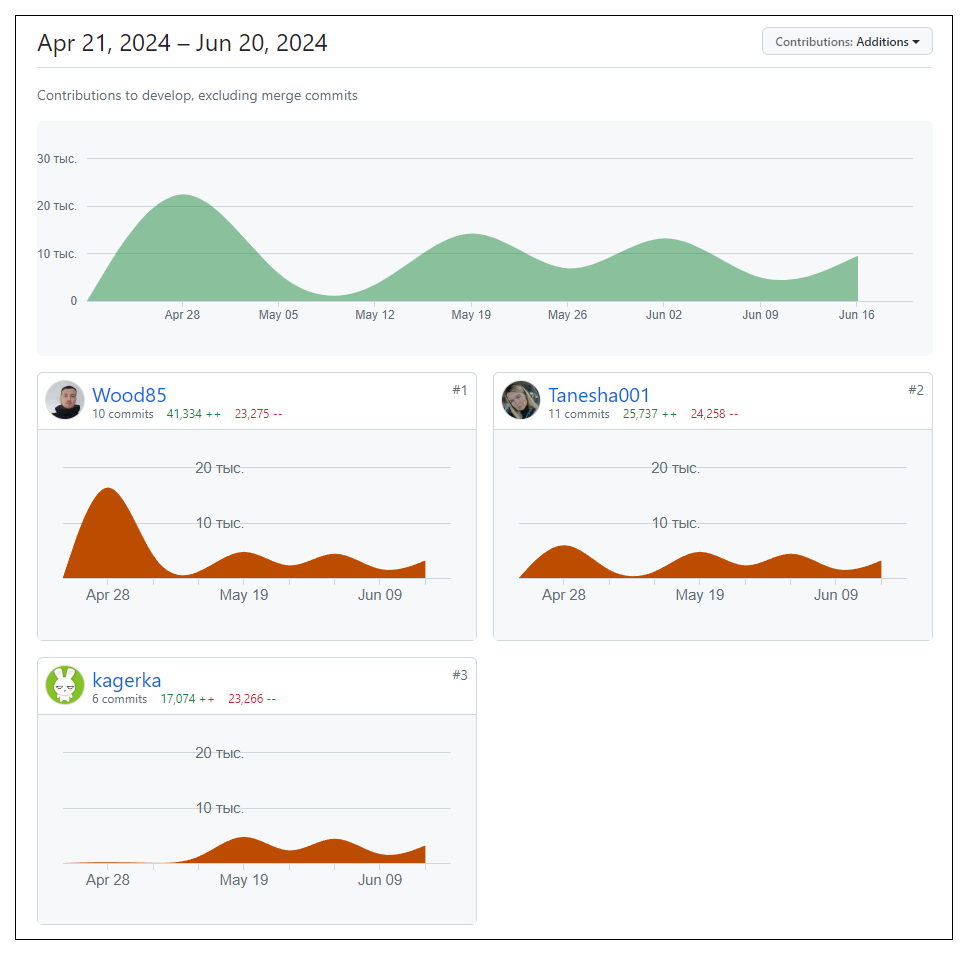 Apr 21, 2024 – Jun 20, 2024
Contributions: Additions
Contributions to develop, excluding merge commits
30 тыс.
20 тыс.
10 тыс.
0
Apr 28 May 05 May 12 May 19 May 26 Jun 02 Jun 09 Jun 16
Wood85 #1
10 commits 41,334 ++ 23,275 --
20 тыс.
10 тыс.
Apr 28 May 19 Jun 09
Tanesha001 #2
11 commits 25,737 ++ 24,258 --
20 тыс.
10 тыс.
Apr 28 May 19 Jun 09
kagerka #3
6 commits 17,074 ++ 23,266 --
20 тыс.
10 тыс.
Apr 28 May 19 Jun 09